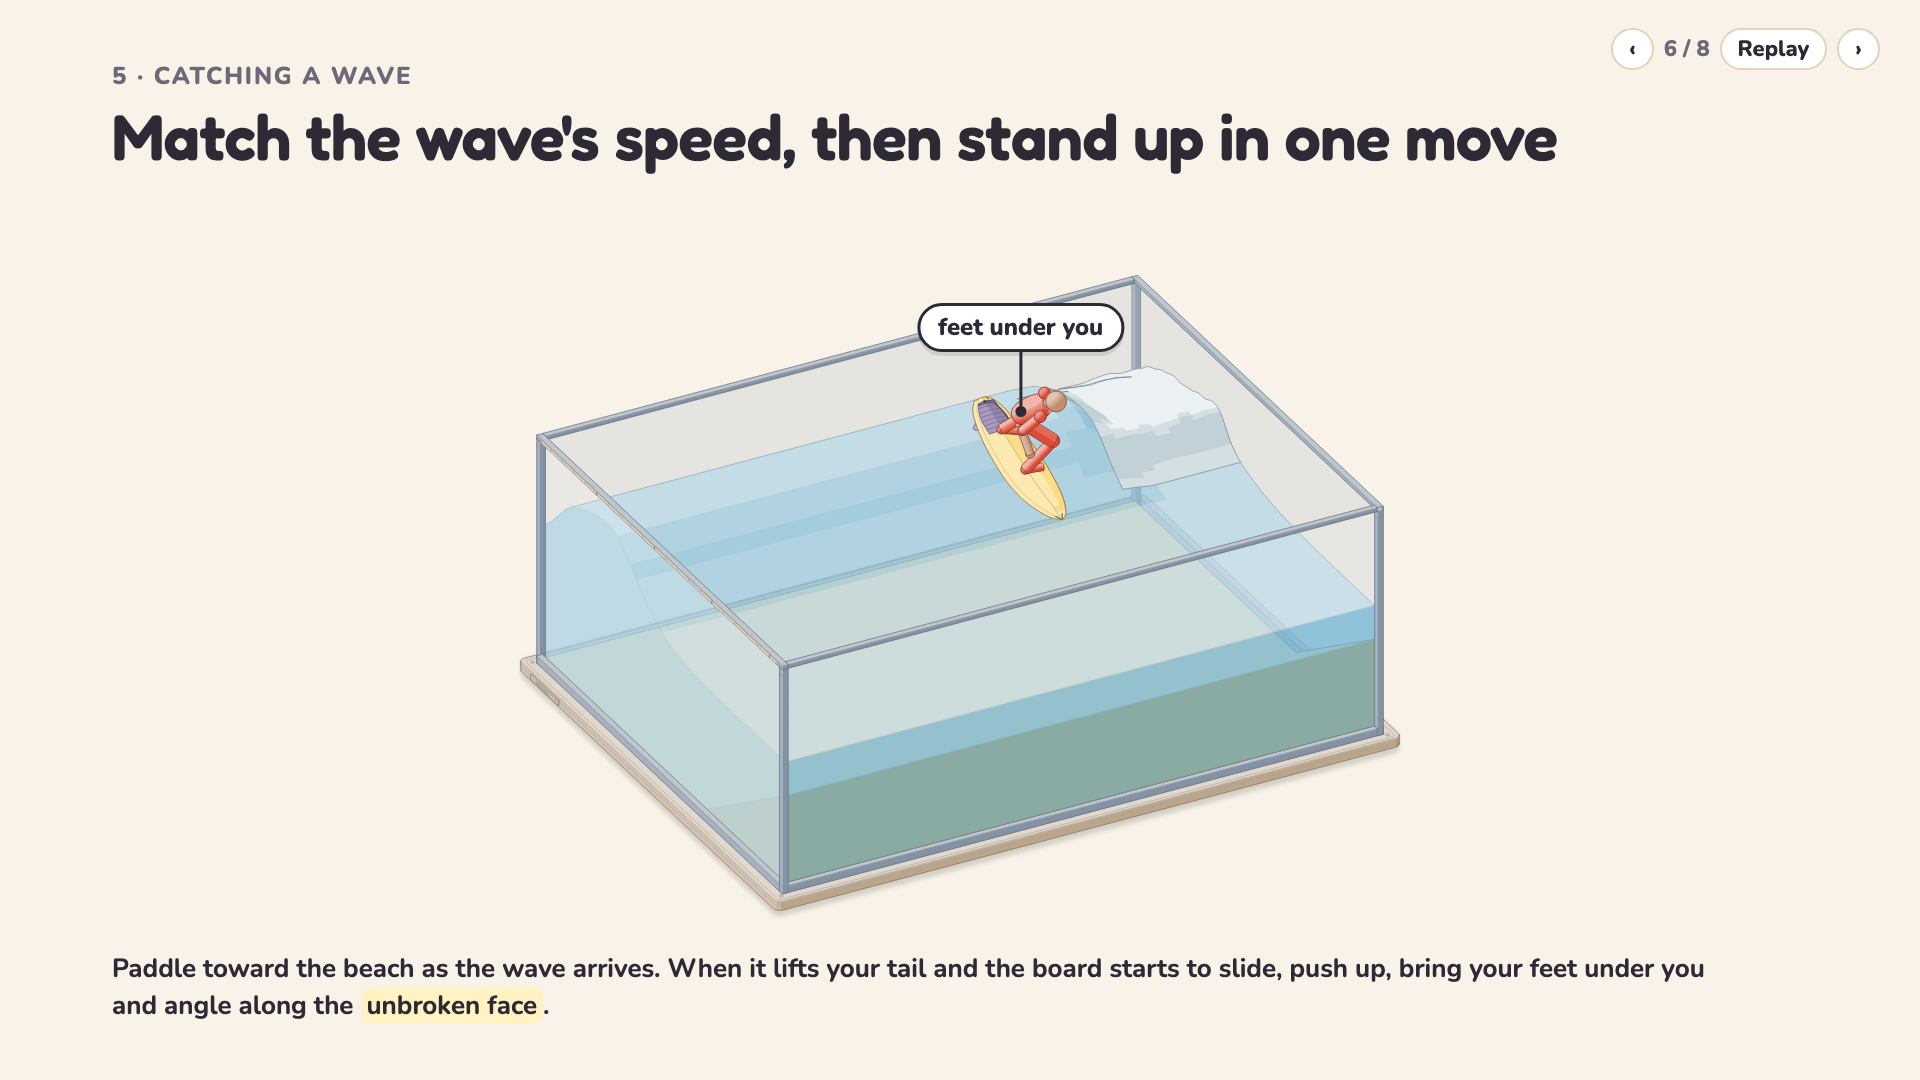 ‹ 6 / 8 Replay ›
5 · CATCHING A WAVE
Match the wave's speed, then stand up in one move
feet under you
Paddle toward the beach as the wave arrives. When it lifts your tail and the board starts to slide, push up, bring your feet under you
and angle along the unbroken face.